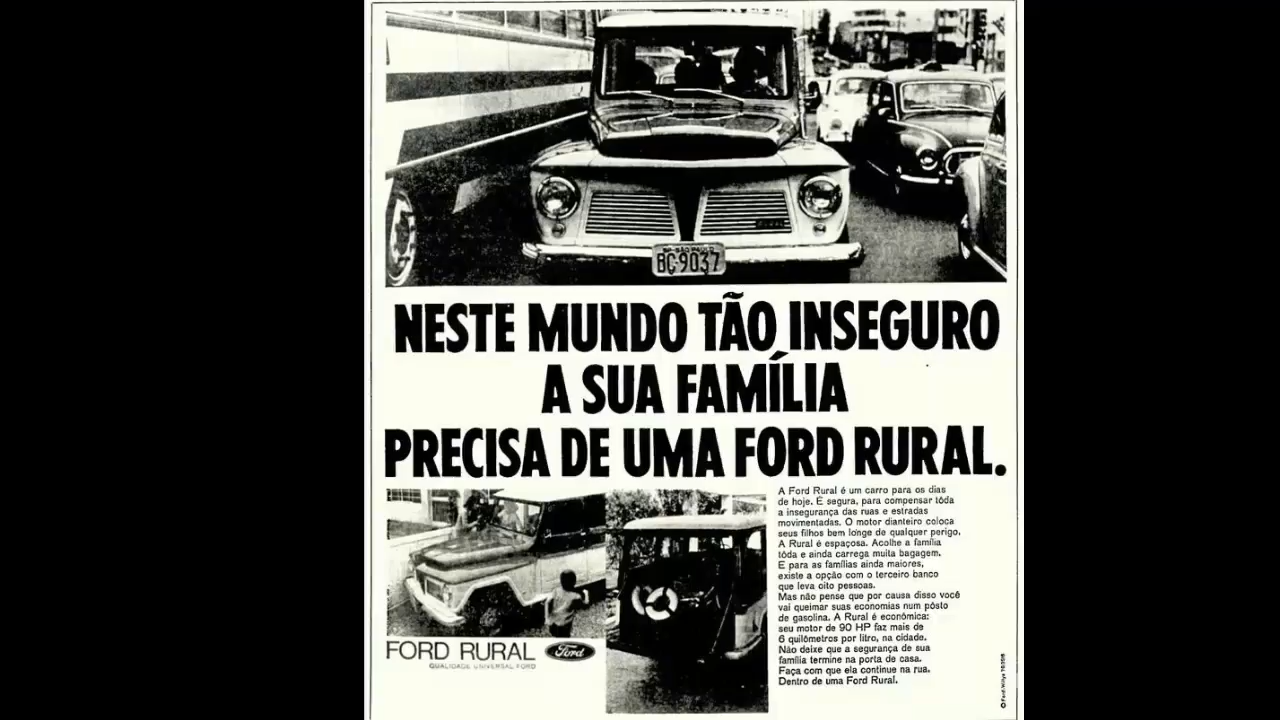 SP-SÃO PAULO
BC-9037
NESTE MUNDO TÃO INSEGURO
A SUA FAMÍLIA
PRECISA DE UMA FORD RURAL.
A Ford Rural é um carro para os dias
de hoje. É segura, para compensar tôda
a insegurança das ruas e estradas
movimentadas. O motor dianteiro coloca
seus filhos bem longe de qualquer perigo.
A Rural é espaçosa. Acolhe a família
tôda e ainda carrega muita bagagem.
E para as famílias ainda maiores,
existe a opção com o terceiro banco
que leva oito pessoas.
Mas não pense que por causa disso você
vai queimar suas economias num pôsto
de gasolina. A Rural é econômica:
seu motor de 90 HP faz mais de
6 quilômetros por litro, na cidade.
Não deixe que a segurança de sua
família termine na porta de casa.
Faça com que ela continue na rua.
Dentro de uma Ford Rural.
FORD RURAL Ford
QUALIDADE UNIVERSAL FORD